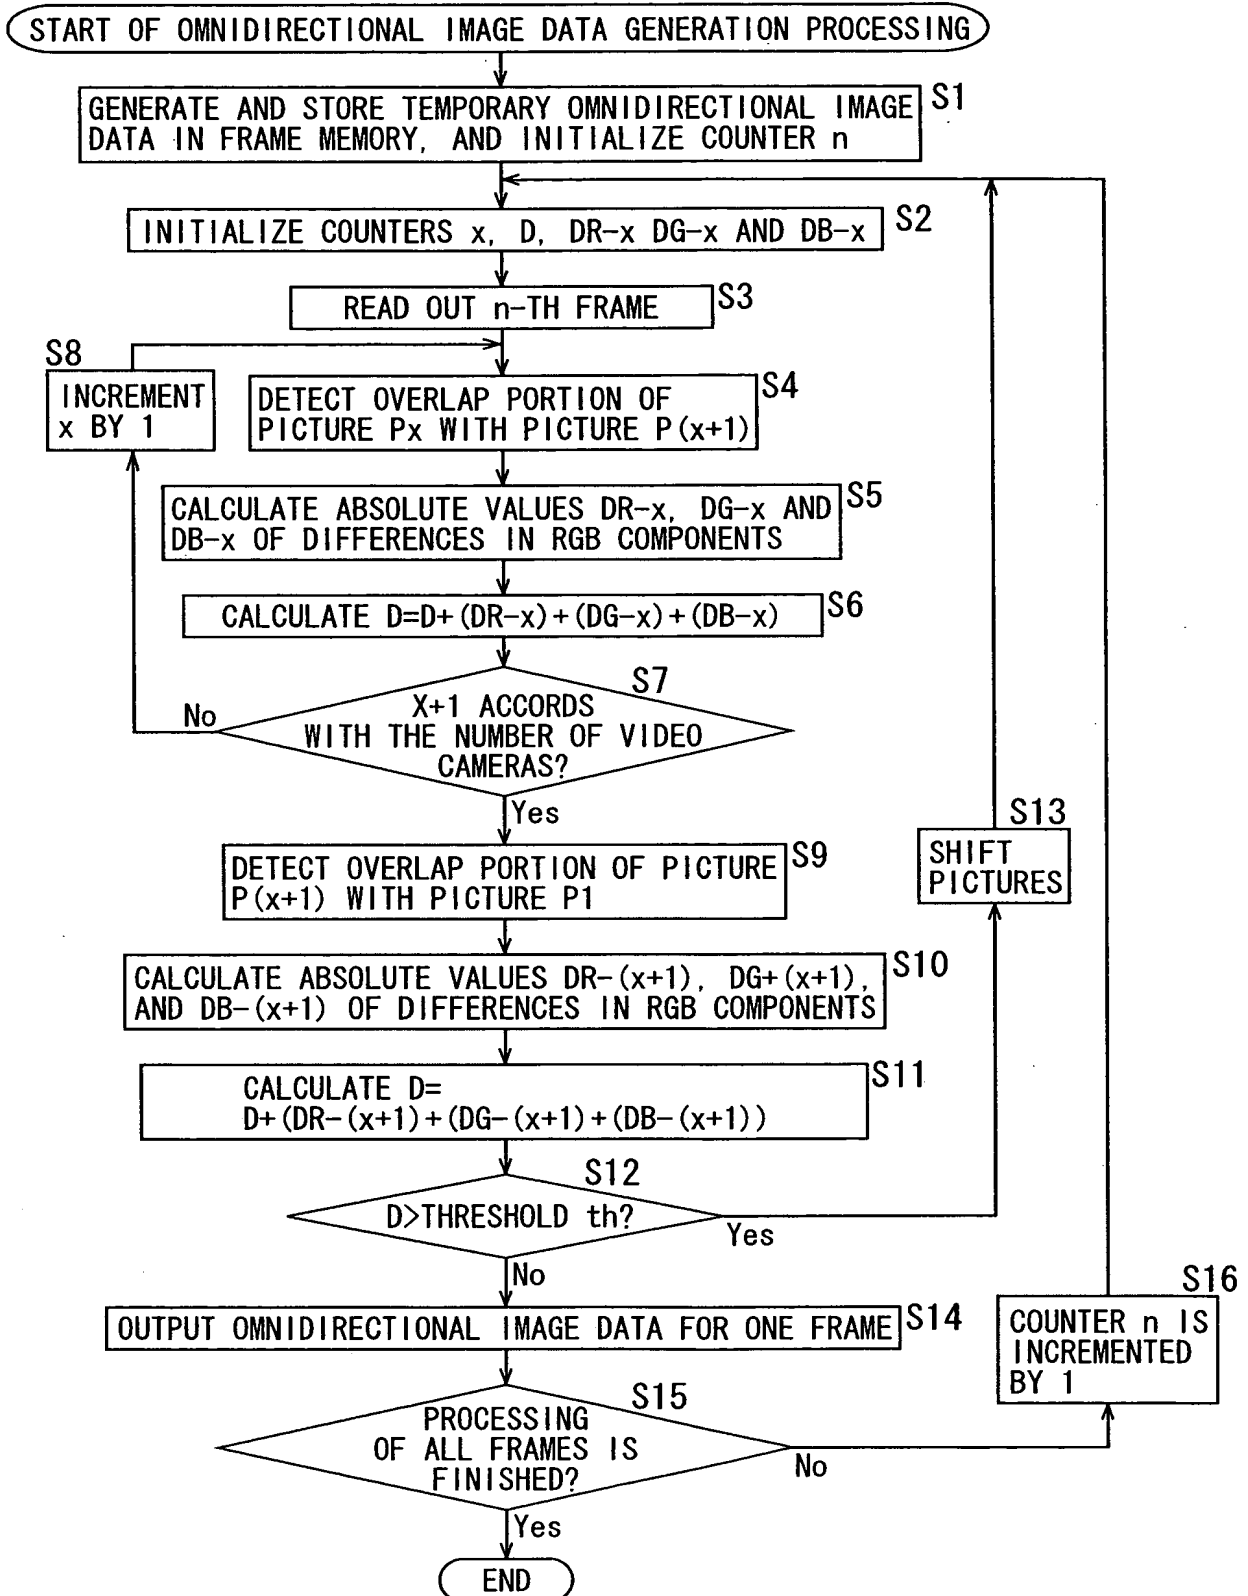 START OF OMNIDIRECTIONAL IMAGE DATA GENERATION PROCESSING
S1
GENERATE AND STORE TEMPORARY OMNIDIRECTIONAL IMAGE
DATA IN FRAME MEMORY, AND INITIALIZE COUNTER n
S2
INITIALIZE COUNTERS x, D, DR-x DG-x AND DB-x
S3
READ OUT n-TH FRAME
S8
INCREMENT
x BY 1
S4
DETECT OVERLAP PORTION OF
PICTURE Px WITH PICTURE P(x+1)
S5
CALCULATE ABSOLUTE VALUES DR-x, DG-x AND
DB-x OF DIFFERENCES IN RGB COMPONENTS
S6
CALCULATE D=D+(DR-x)+(DG-x)+(DB-x)
S7
X+1 ACCORDS
WITH THE NUMBER OF VIDEO
CAMERAS?
No
Yes
S13
SHIFT
PICTURES
S9
DETECT OVERLAP PORTION OF PICTURE
P(x+1) WITH PICTURE P1
S10
CALCULATE ABSOLUTE VALUES DR-(x+1), DG+(x+1),
AND DB-(x+1) OF DIFFERENCES IN RGB COMPONENTS
S11
CALCULATE D=
D+(DR-(x+1)+(DG-(x+1)+(DB-(x+1))
S12
D>THRESHOLD th?
Yes
No
S14
OUTPUT OMNIDIRECTIONAL IMAGE DATA FOR ONE FRAME
S16
COUNTER n IS
INCREMENTED
BY 1
S15
PROCESSING
OF ALL FRAMES IS
FINISHED?
No
Yes
END